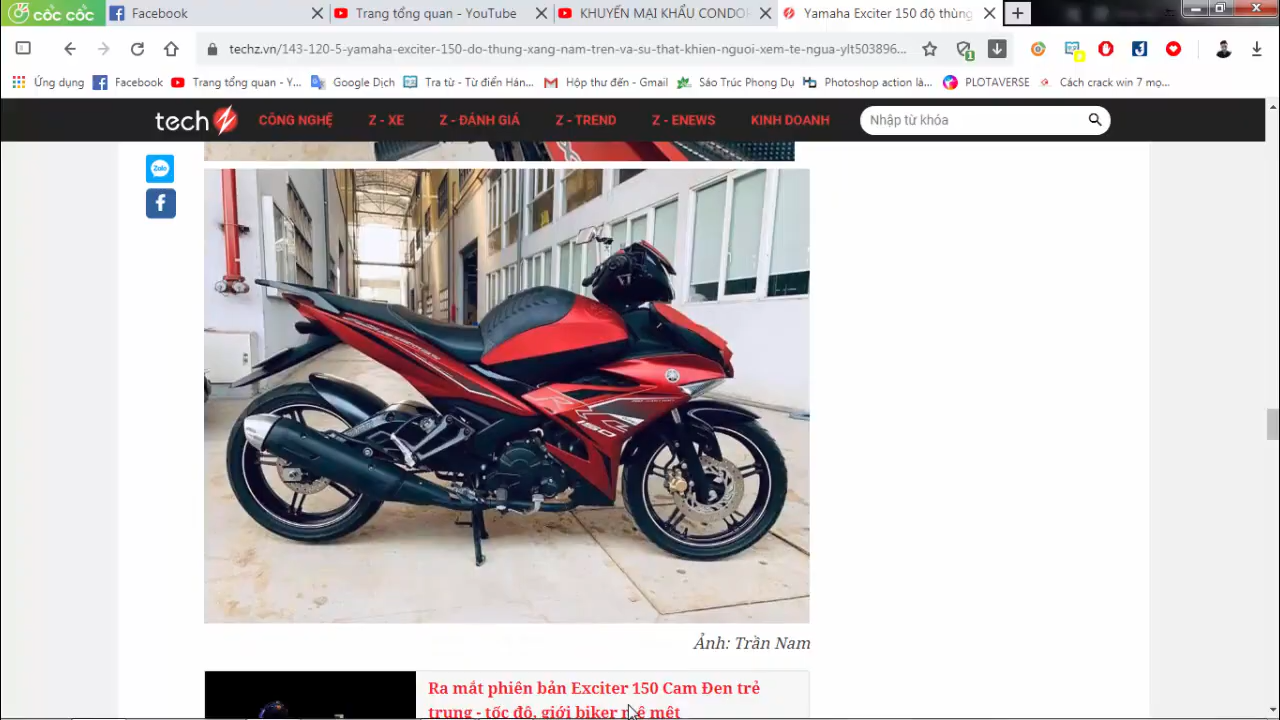 cốc cốc
Facebook
Trang tổng quan - YouTube
KHUYẾN MẠI KHẨU CODEDO
Yamaha Exciter 150 độ thùng
techz.vn/143-120-5-yamaha-exciter-150-do-thung-xang-nam-tren-va-su-that-khien-nguoi-xem-te-ngua-ylt503896...
Ứng dụng
Facebook
Trang tổng quan - Y...
Google Dịch
Tra từ - Từ điển Hán...
Hộp thư đến - Gmail
Sáo Trúc Phong Dụ
Photoshop action là...
PLOTAVERSE
Cách crack win 7 mọ...
tech
CÔNG NGHỆ
Z - XE
Z - ĐÁNH GIÁ
Z - TREND
Z - ENEWS
KINH DOANH
Nhập từ khóa
Zalo
150
Ảnh: Trần Nam
Ra mắt phiên bản Exciter 150 Cam Đen trẻ
trung - tốc độ, giới biker mê mệt